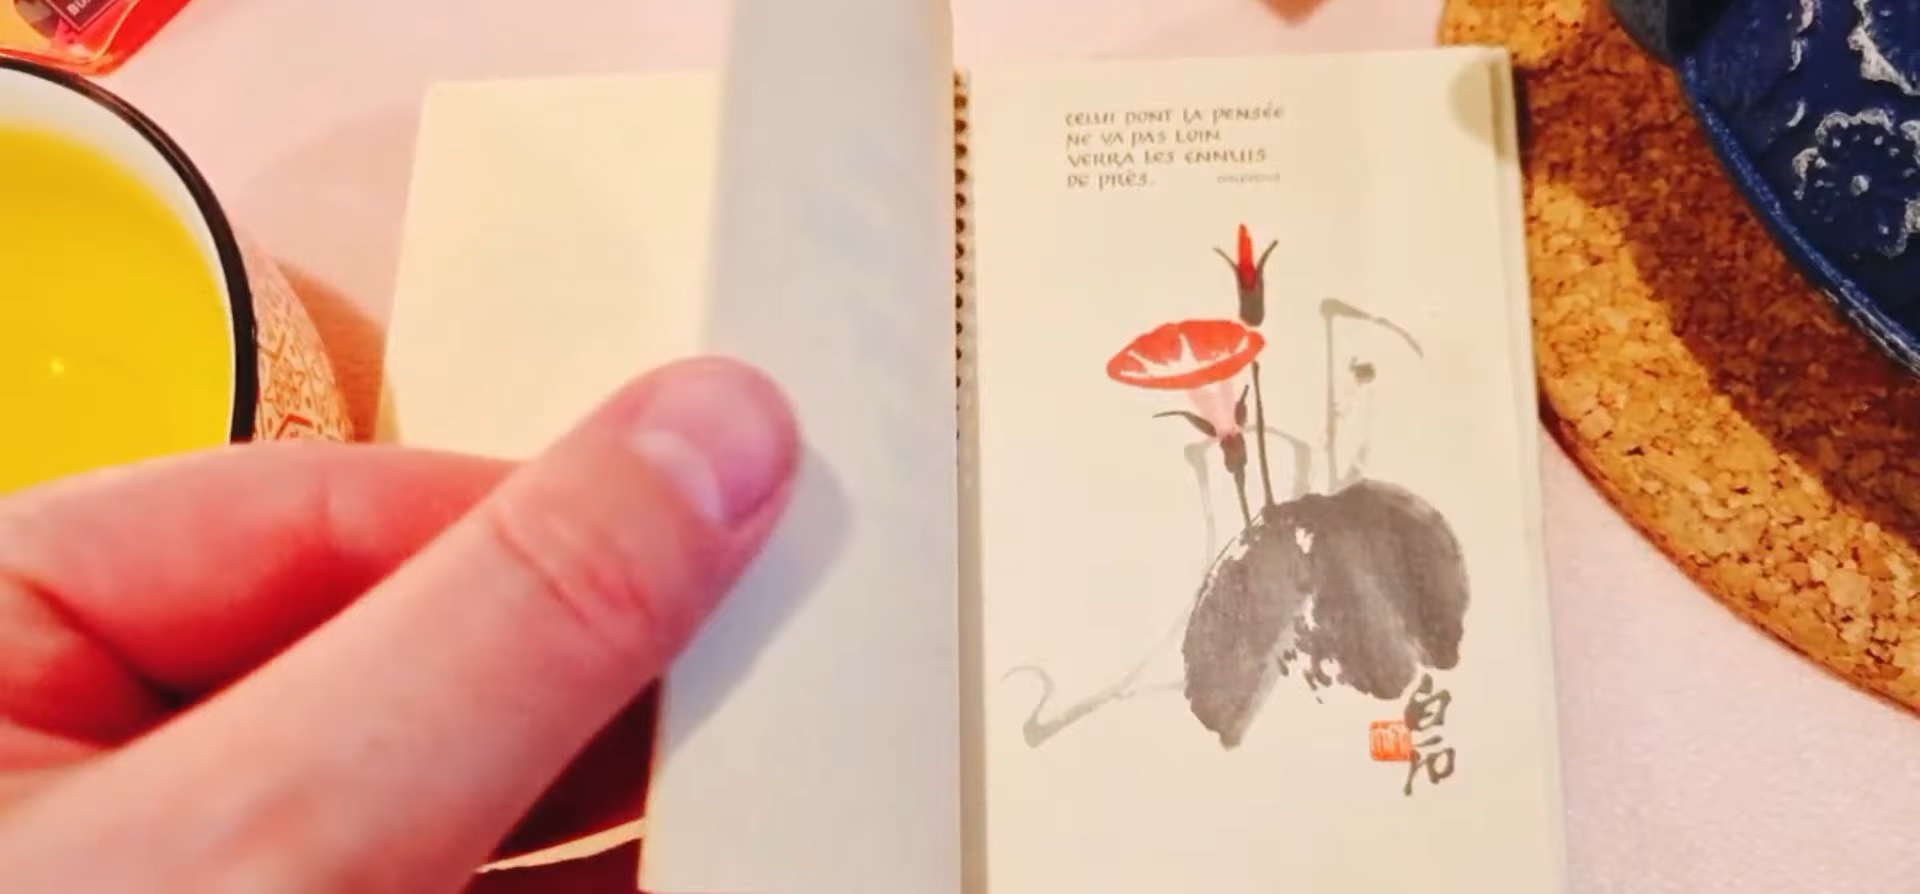 CELUI DONT LA PENSÉE
NE VA PAS LOIN
VERRA LES ENNUIS
DE PRÈS.
白石